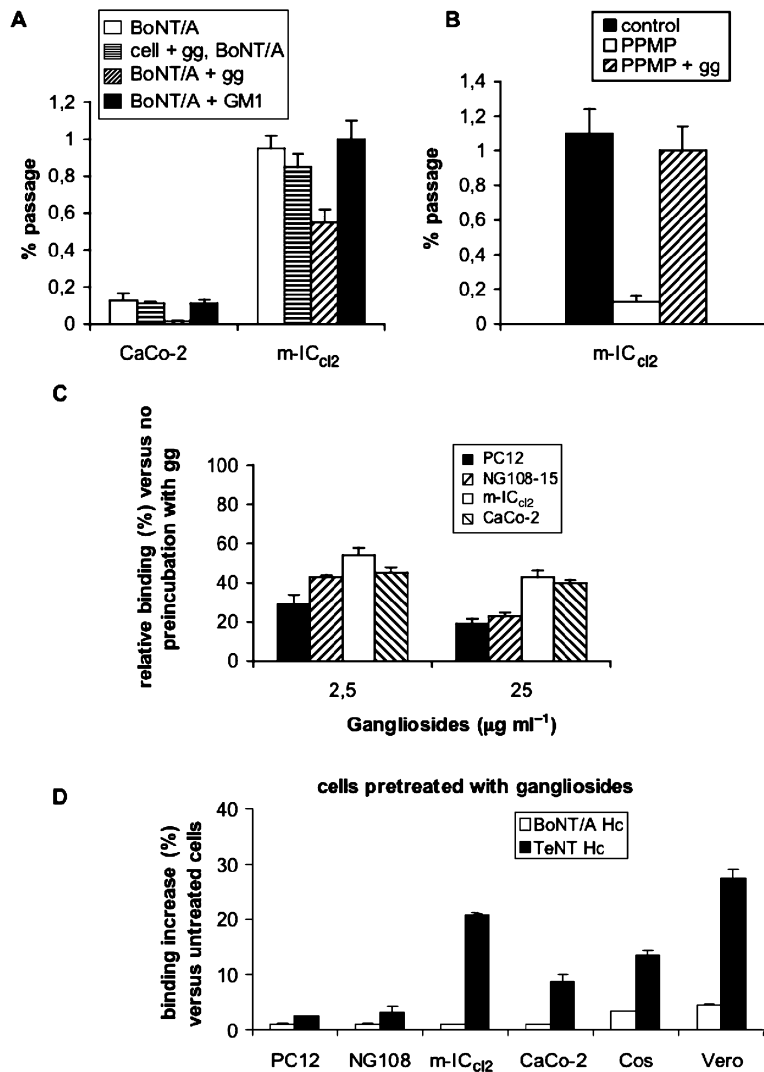 A
BoNT/A
cell + gg, BoNT/A
BoNT/A + gg
BoNT/A + GM1
1,4
1,2
1
0,8
0,6
0,4
0,2
0
% passage
CaCo-2
m-ICcl2
B
control
PPMP
PPMP + gg
1,4
1,2
1
0,8
0,6
0,4
0,2
0
% passage
m-ICcl2
C
relative binding (%) versus no
preincubation with gg
PC12
NG108-15
m-ICcl2
CaCo-2
100
80
60
40
20
0
2,5
25
Gangliosides (µg ml⁻¹)
D
cells pretreated with gangliosides
BoNT/A Hc
TeNT Hc
binding increase (%)
versus untreated cells
40
30
20
10
0
PC12
NG108
m-ICcl2
CaCo-2
Cos
Vero